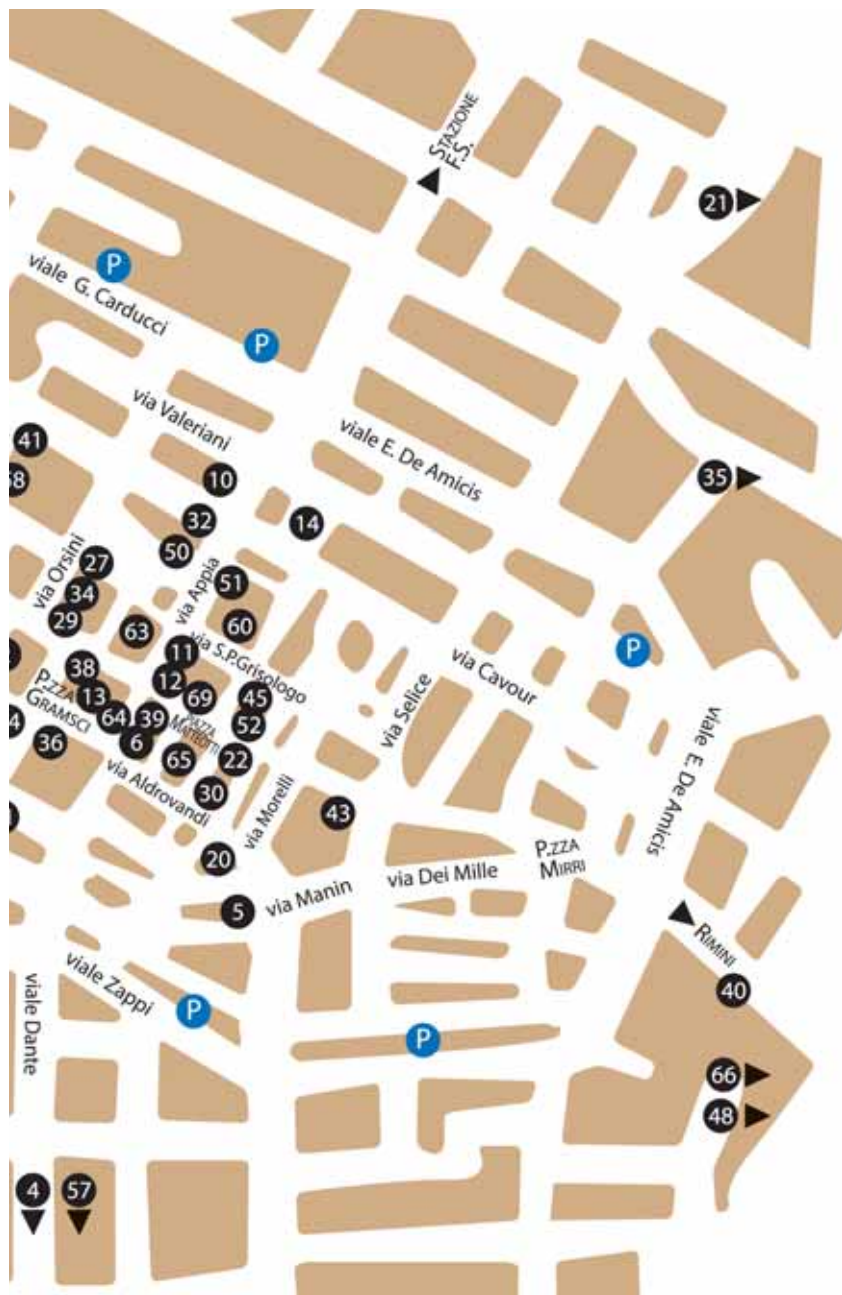 STAZIONE
F.S.
21
P
viale G. Carducci
P
via Valeriani
viale E. De Amicis
41
10
35
32
14
50
via Orsini
27
via Appia
51
34
29
63
60
P
11
via S.P.Grisologo
via Cavour
38
12
P.ZZA
GRAMSCI
13
69
45
via Selice
64
39
PIAZZA
MATTEOTTI
52
viale E. De Amicis
36
6
65
22
via Aldrovandi
30
via Morelli
43
20
P.ZZA
MIRRI
via Dei Mille
via Manin
5
RIMINI
viale Zappi
40
viale Dante
P
P
66
48
4
57